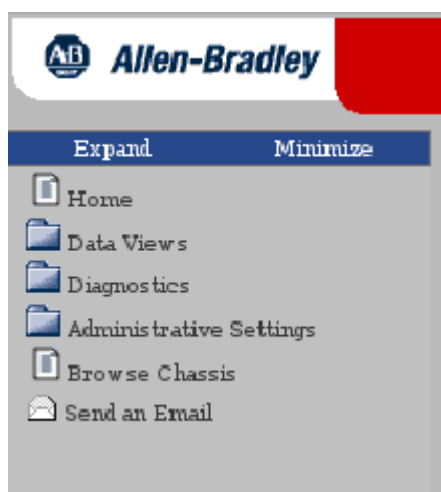 AB Allen-Bradley
Expand Minimize
Home
Data Views
Diagnostics
Administrative Settings
Browse Chassis
Send an Email